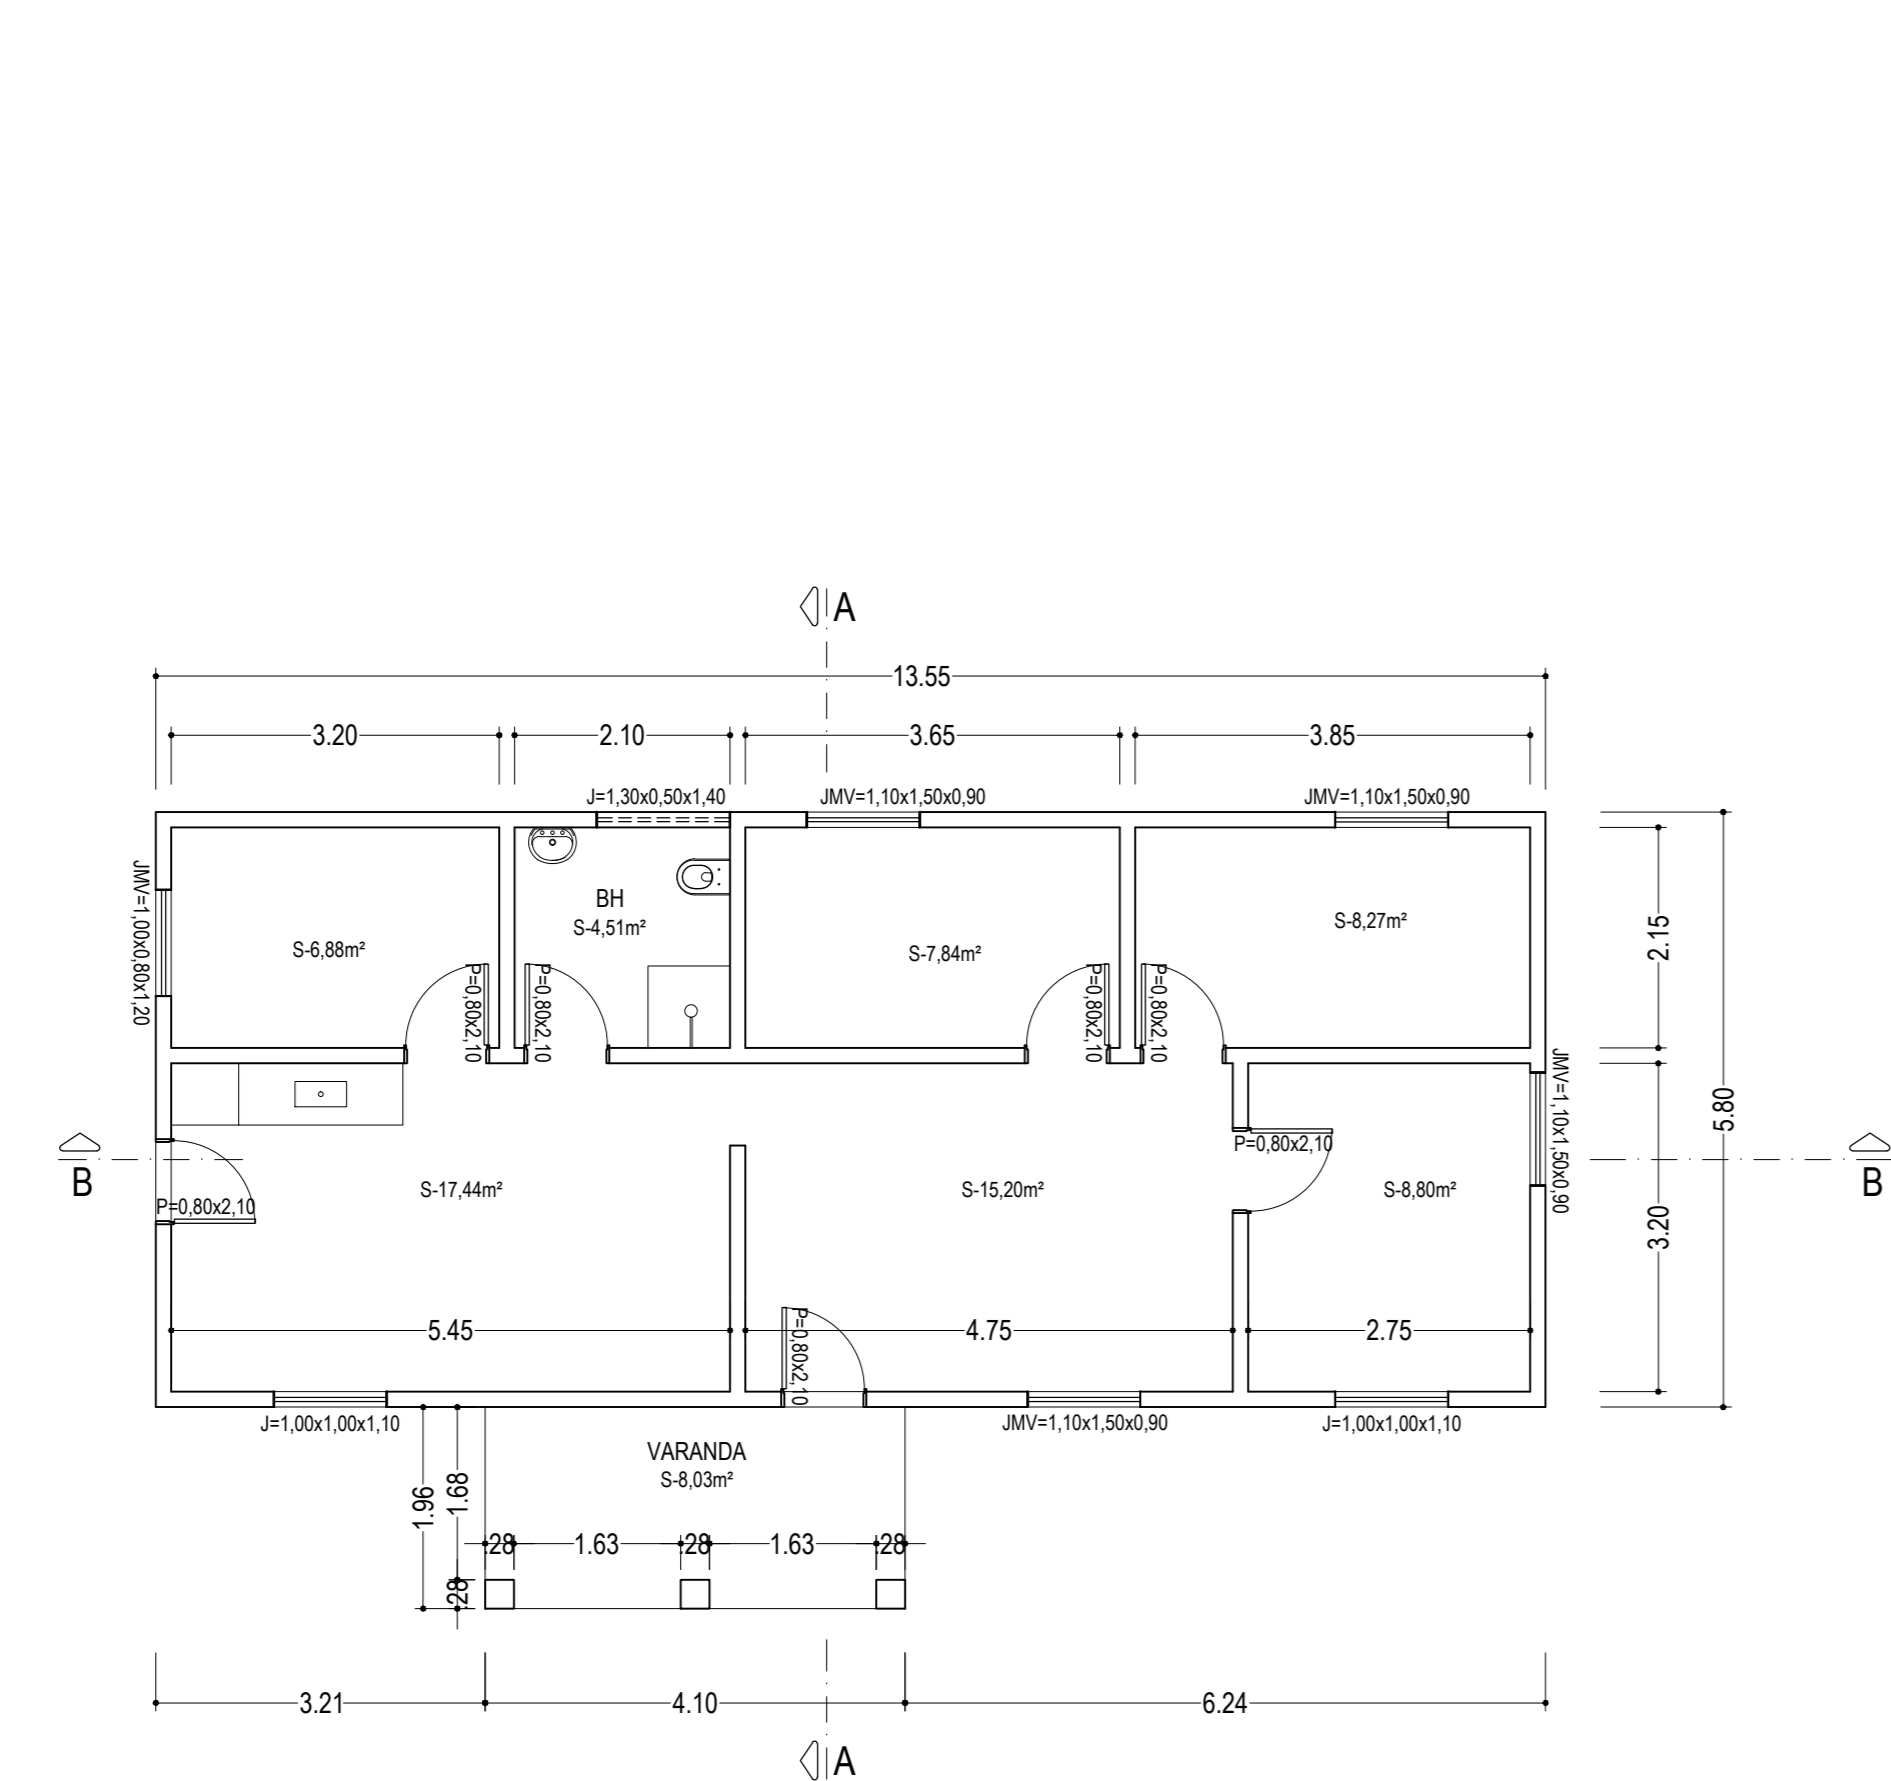 A
13.55
3.20
2.10
3.65
3.85
J=1,30x0,50x1,40
JMV=1,10x1,50x0,90
JMV=1,10x1,50x0,90
JMV=1,00x0,80x1,20
S-6,88m²
BH
S-4,51m²
S-7,84m²
S-8,27m²
2.15
P=0,80x2,10
P=0,80x2,10
P=0,80x2,10
P=0,80x2,10
JMV=1,10x1,50x0,90
5.80
B
P=0,80x2,10
B
P=0,80x2,10
S-17,44m²
S-15,20m²
S-8,80m²
3.20
5.45
P=0,80x2,10
4.75
2.75
J=1,00x1,00x1,10
JMV=1,10x1,50x0,90
J=1,00x1,00x1,10
VARANDA
S-8,03m²
1.96
1.68
.28
1.63
.28
1.63
.28
.28
3.21
4.10
6.24
A